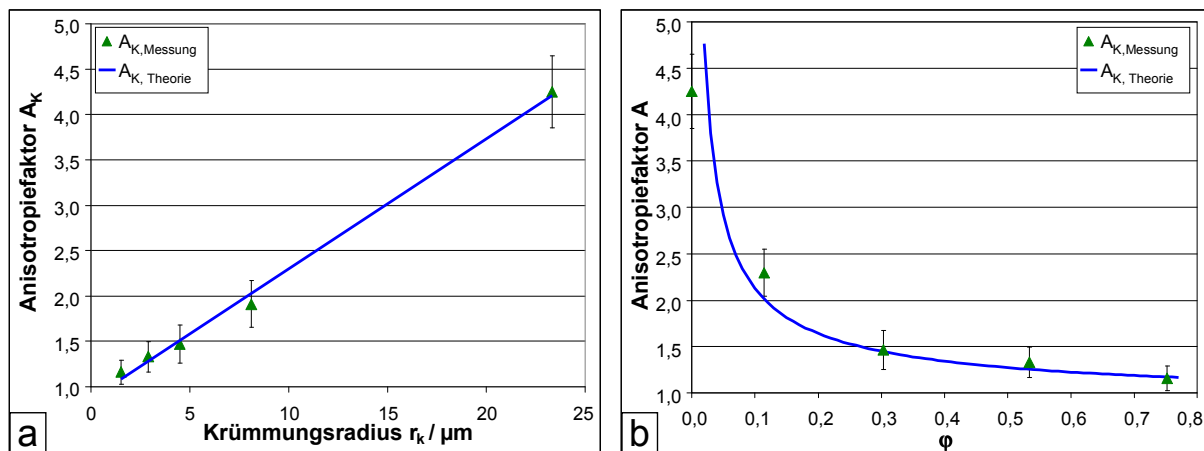 5,0
4,5
4,0
3,5
3,0
2,5
2,0
1,5
1,0
Anisotropiefaktor A_K
A_K,Messung
A_K, Theorie
0 5 10 15 20 25
Krümmungsradius r_k / µm
a
5,0
4,5
4,0
3,5
3,0
2,5
2,0
1,5
1,0
Anisotropiefaktor A
A_K,Messung
A_K, Theorie
0,0 0,1 0,2 0,3 0,4 0,5 0,6 0,7 0,8
φ
b